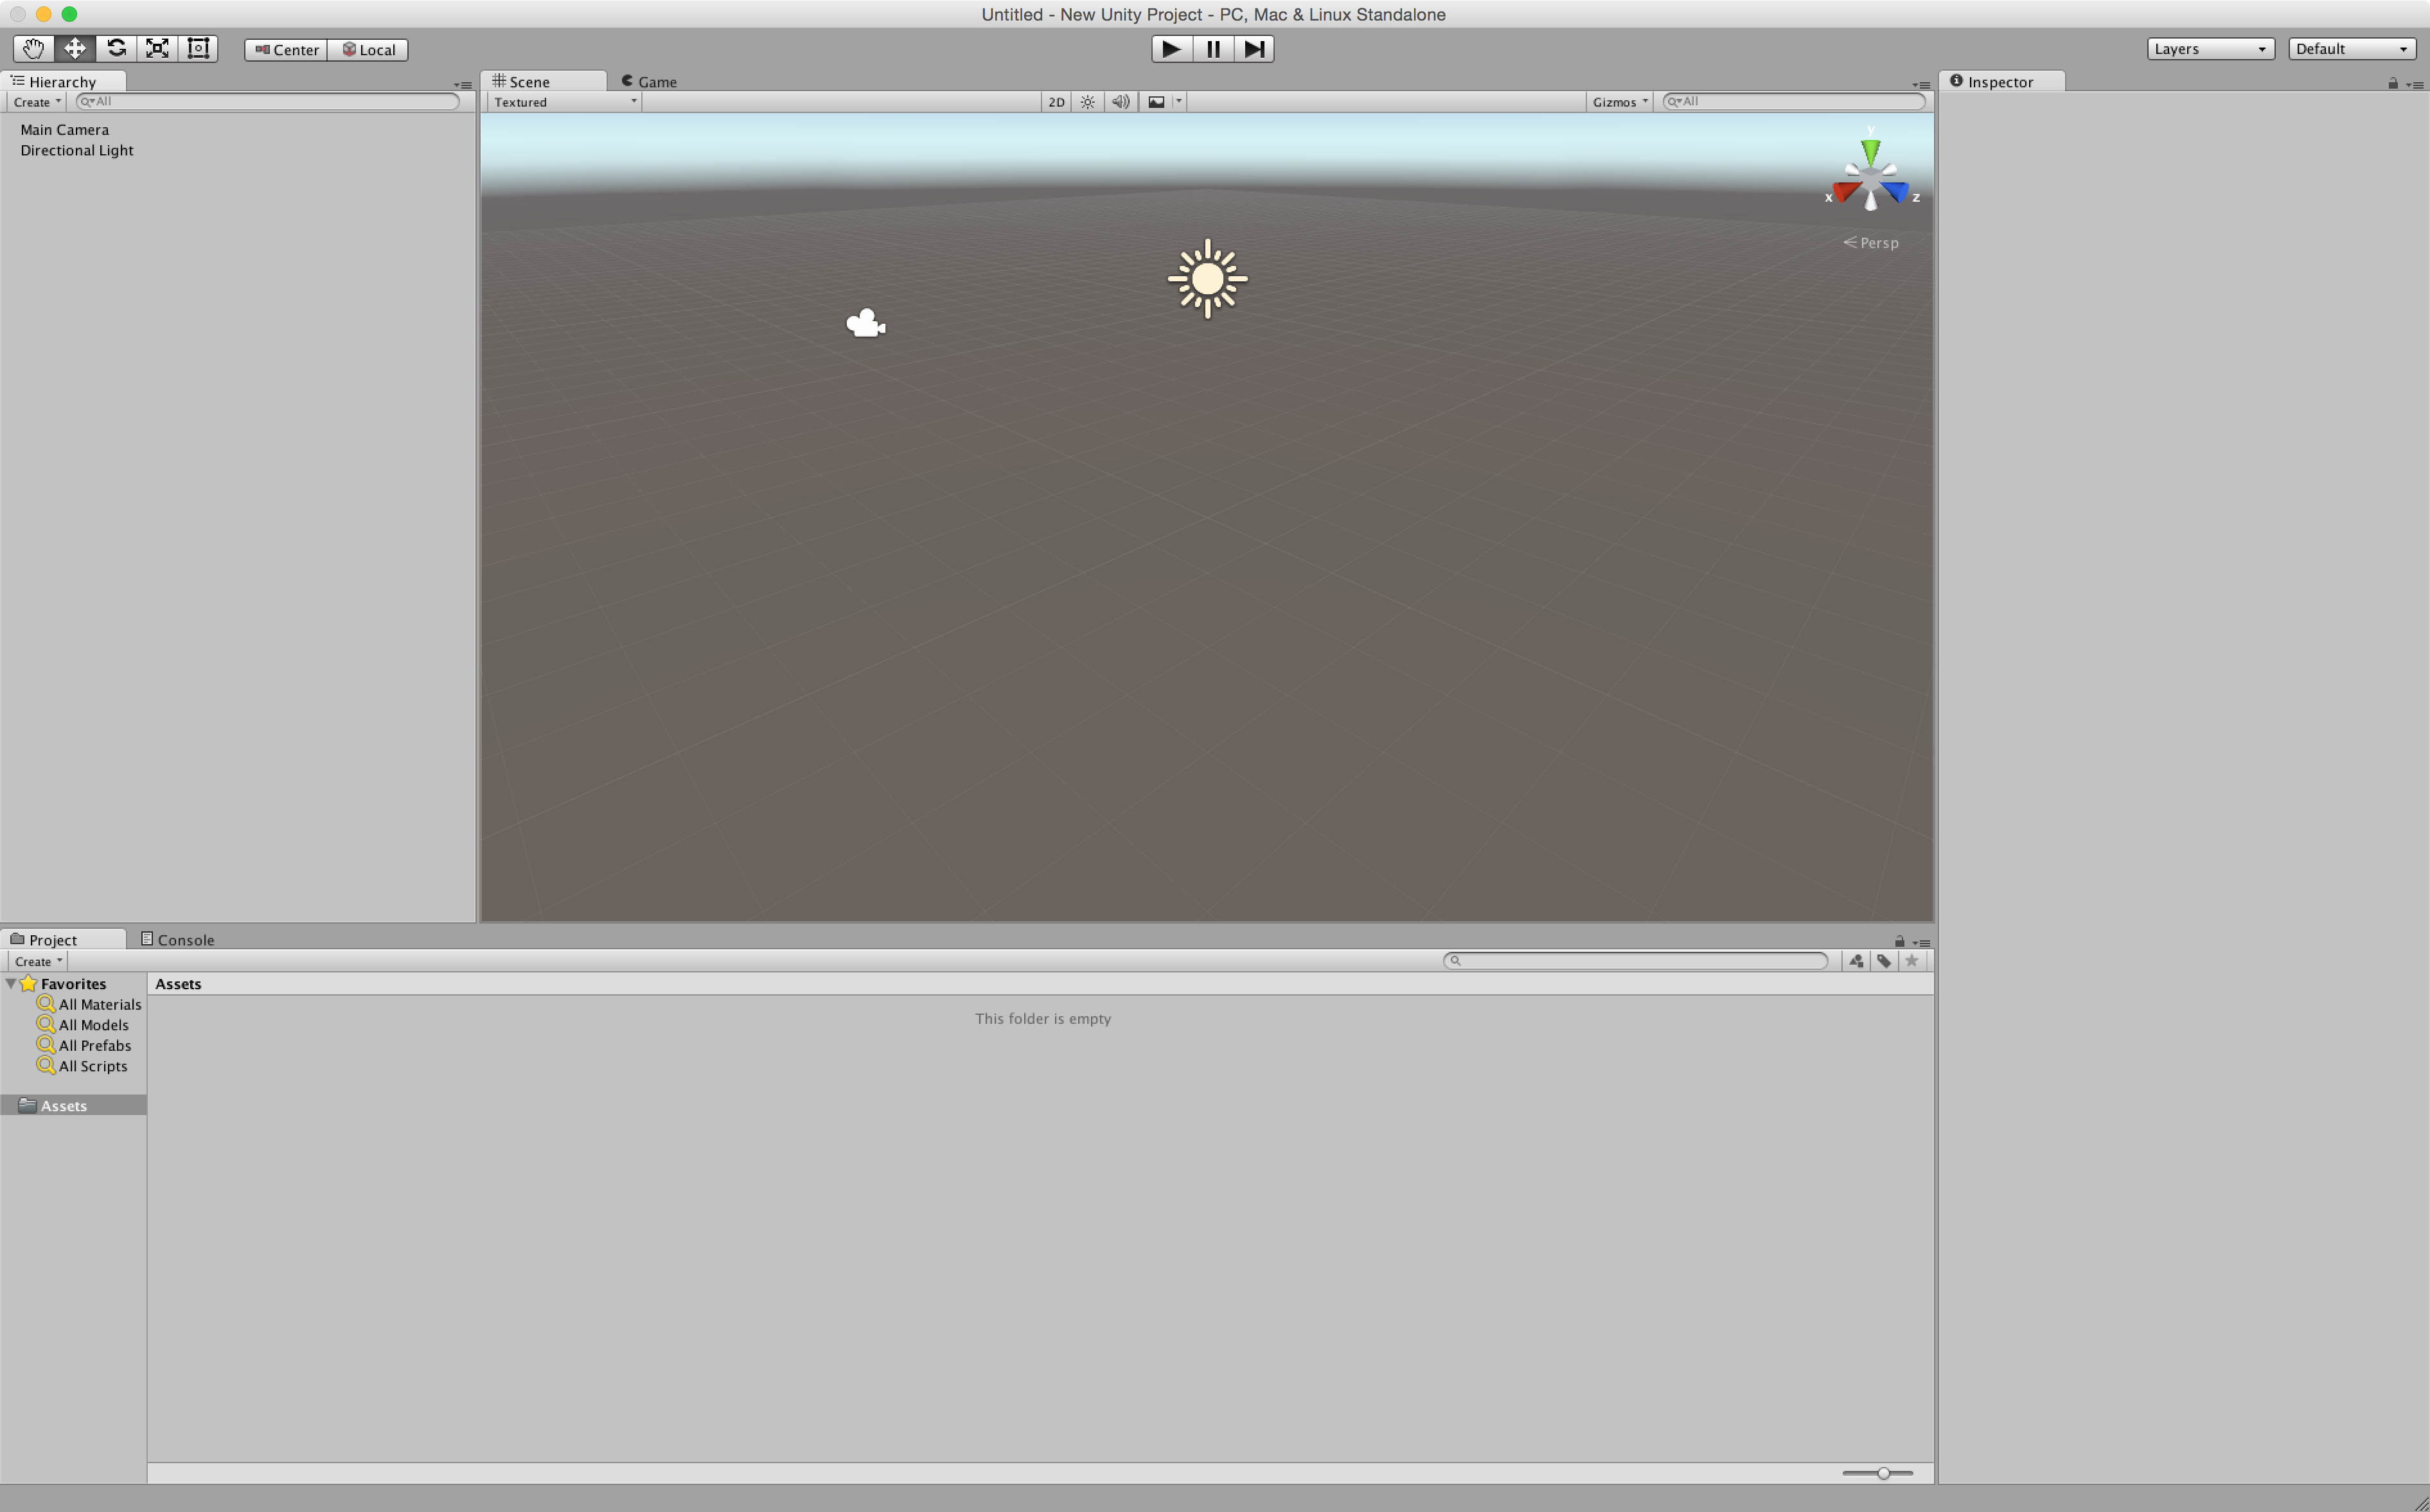 Untitled - New Unity Project - PC, Mac & Linux Standalone
Center Local
Layers Default
Hierarchy
Create All
Main Camera
Directional Light
Scene Game
Textured 2D Gizmos All
y
x z
Persp
Inspector
Project Console
Create
Favorites
All Materials
All Models
All Prefabs
All Scripts
Assets
Assets
This folder is empty